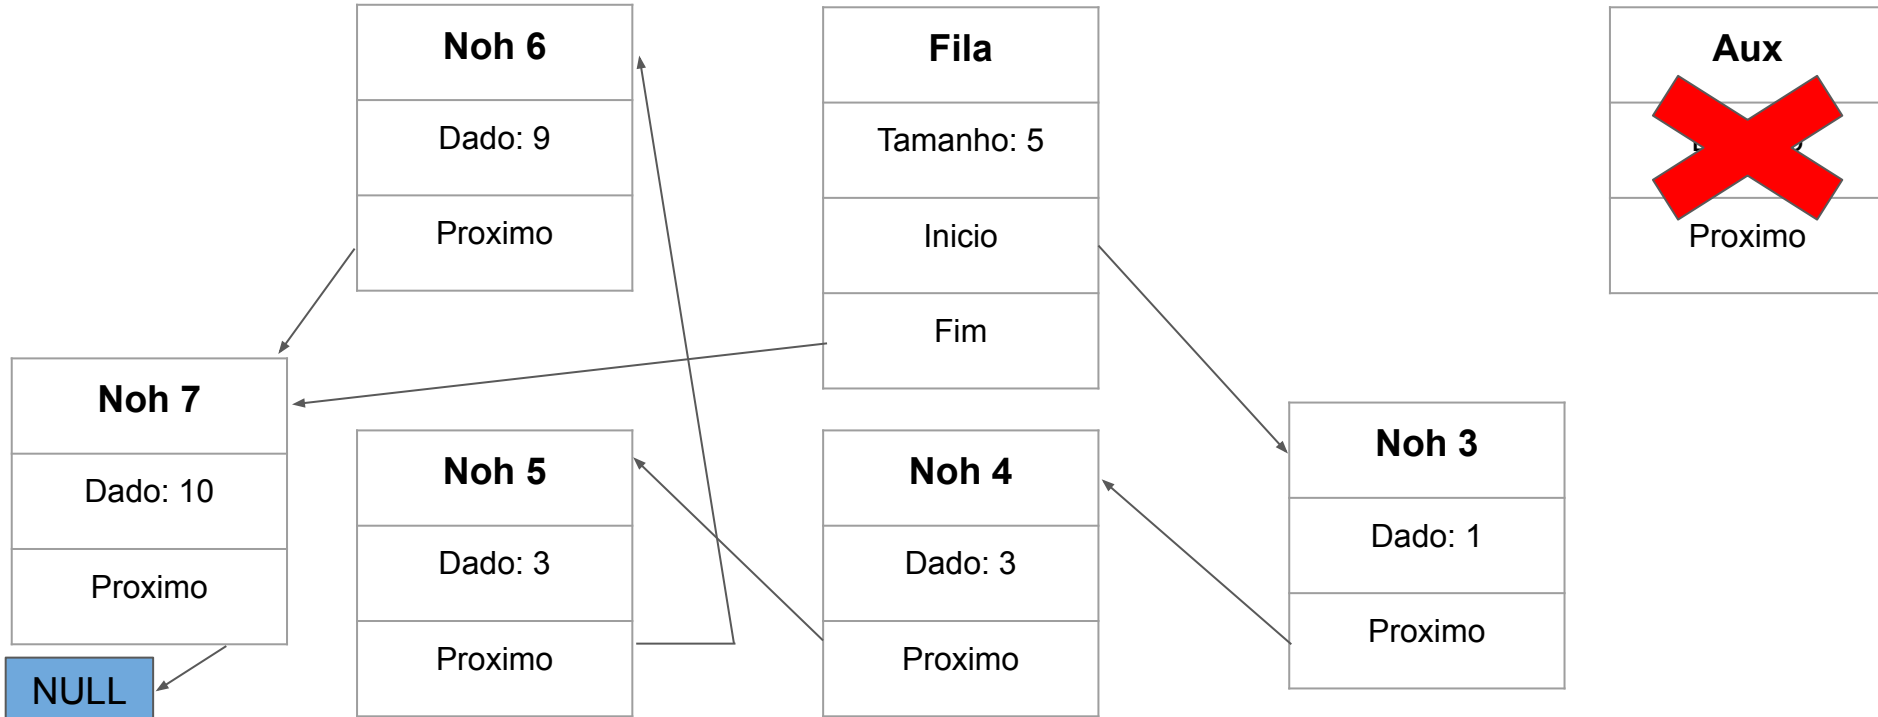 Noh 6
Dado: 9
Proximo
Fila
Tamanho: 5
Inicio
Fim
Aux
Proximo
Noh 7
Dado: 10
Proximo
NULL
Noh 5
Dado: 3
Proximo
Noh 4
Dado: 3
Proximo
Noh 3
Dado: 1
Proximo